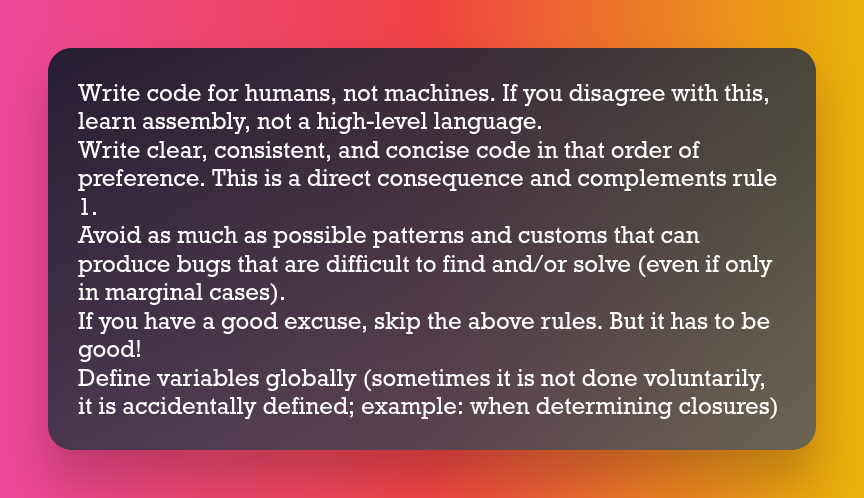 Write code for humans, not machines. If you disagree with this,
learn assembly, not a high-level language.
Write clear, consistent, and concise code in that order of
preference. This is a direct consequence and complements rule
1.
Avoid as much as possible patterns and customs that can
produce bugs that are difficult to find and/or solve (even if only
in marginal cases).
If you have a good excuse, skip the above rules. But it has to be
good!
Define variables globally (sometimes it is not done voluntarily,
it is accidentally defined; example: when determining closures)